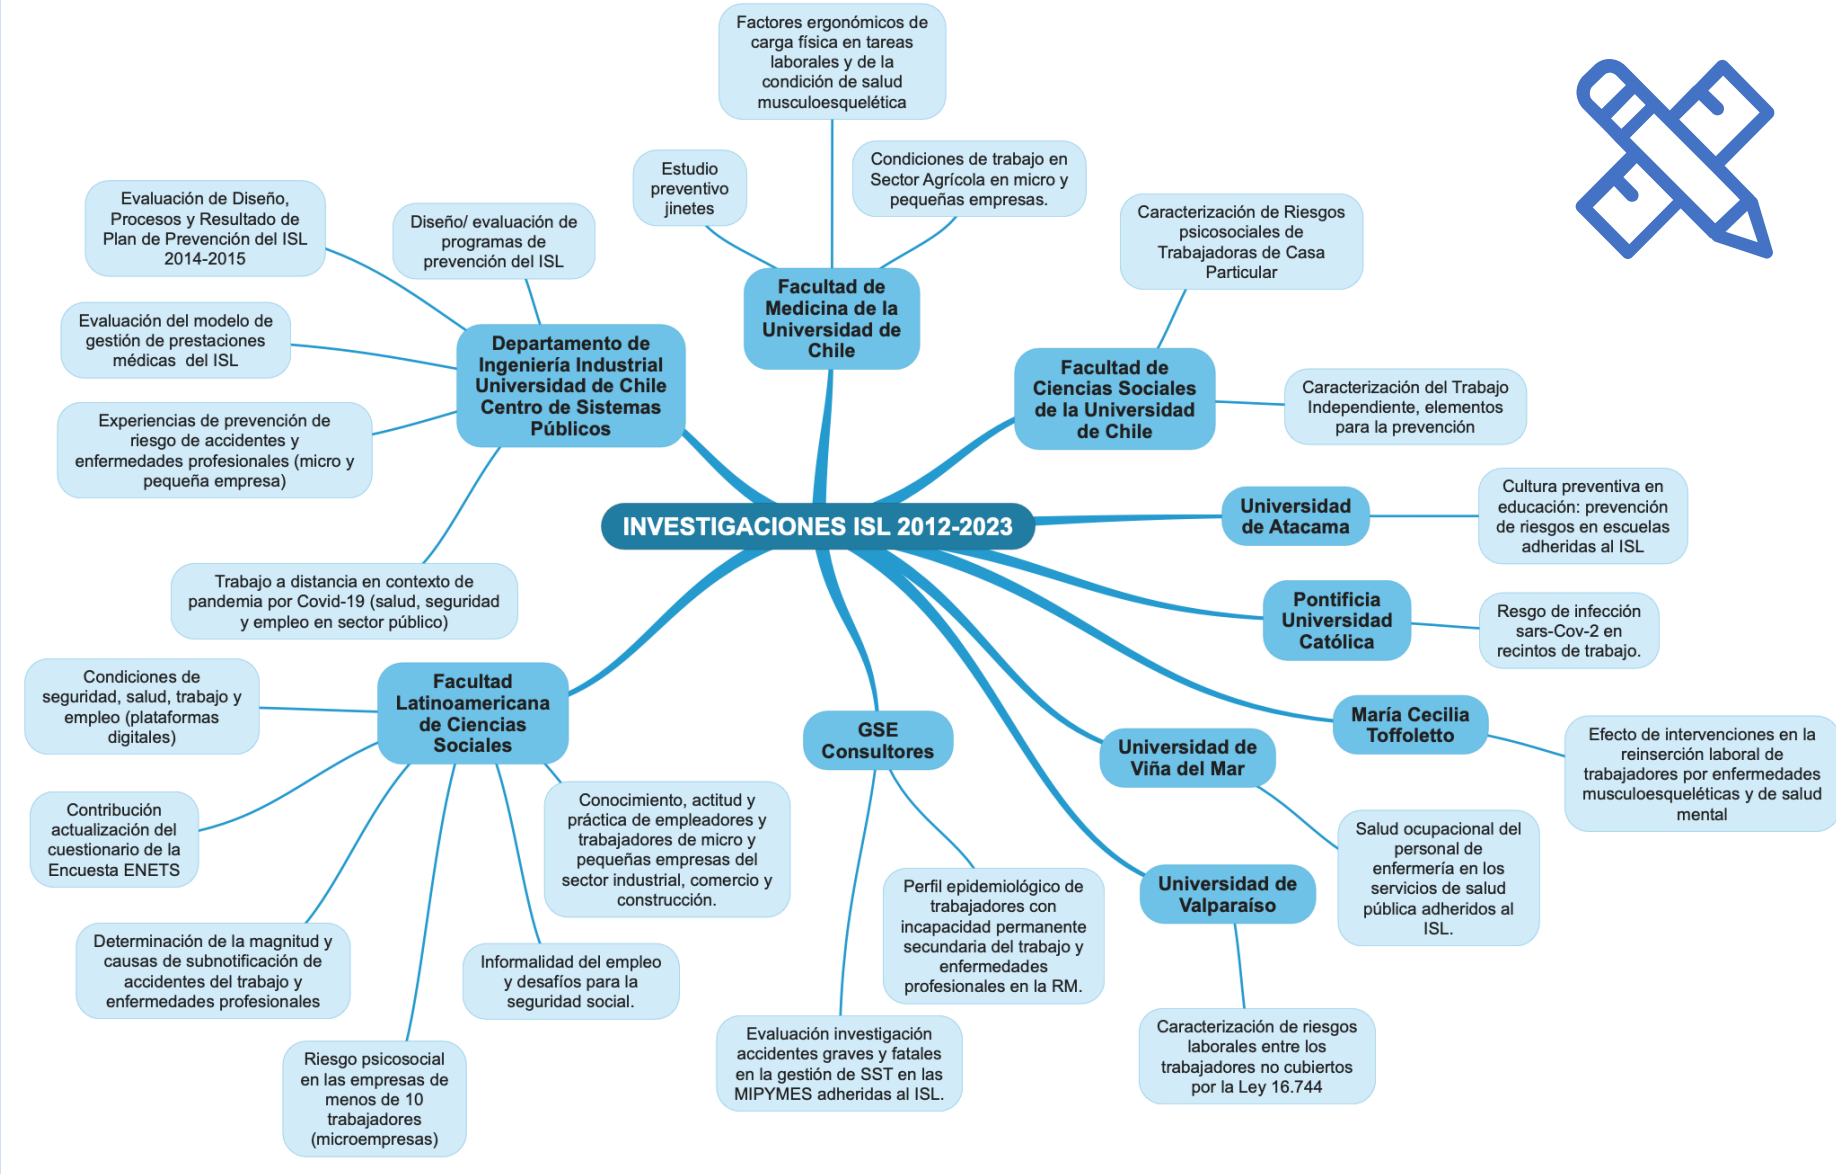 Factores ergonómicos de
carga física en tareas
laborales y de la
condición de salud
musculoesquelética
Estudio
preventivo
jinetes
Condiciones de trabajo en
Sector Agrícola en micro y
pequeñas empresas.
Facultad de
Medicina de la
Universidad de
Chile
Evaluación de Diseño,
Procesos y Resultado de
Plan de Prevención del ISL
2014-2015
Diseño/ evaluación de
programas de
prevención del ISL
Evaluación del modelo de
gestión de prestaciones
médicas  del ISL
Experiencias de prevención de
riesgo de accidentes y
enfermedades profesionales (micro y
pequeña empresa)
Trabajo a distancia en contexto de
pandemia por Covid-19 (salud, seguridad
y empleo en sector público)
Departamento de
Ingeniería Industrial
Universidad de Chile
Centro de Sistemas
Públicos
Caracterización de Riesgos
psicosociales de
Trabajadoras de Casa
Particular
Facultad de
Ciencias Sociales
de la Universidad
de Chile
Caracterización del Trabajo
Independiente, elementos
para la prevención
INVESTIGACIONES ISL 2012-2023
Universidad
de Atacama
Cultura preventiva en
educación: prevención
de riesgos en escuelas
adheridas al ISL
Pontificia
Universidad
Católica
Resgo de infección
sars-Cov-2 en
recintos de trabajo.
María Cecilia
Toffoletto
Efecto de intervenciones en la
reinserción laboral de
trabajadores por enfermedades
musculoesqueléticas y de salud
mental
Universidad de
Viña del Mar
Salud ocupacional del
personal de
enfermería en los
servicios de salud
pública adheridos al
ISL.
Universidad de
Valparaíso
Caracterización de riesgos
laborales entre los
trabajadores no cubiertos
por la Ley 16.744
GSE
Consultores
Perfil epidemiológico de
trabajadores con
incapacidad permanente
secundaria del trabajo y
enfermedades
profesionales en la RM.
Evaluación investigación
accidentes graves y fatales
en la gestión de SST en las
MIPYMES adheridas al ISL.
Facultad
Latinoamericana
de Ciencias
Sociales
Condiciones de
seguridad, salud, trabajo y
empleo (plataformas
digitales)
Contribución
actualización del
cuestionario de la
Encuesta ENETS
Determinación de la magnitud y
causas de subnotificación de
accidentes del trabajo y
enfermedades profesionales
Riesgo psicosocial
en las empresas de
menos de 10
trabajadores
(microempresas)
Informalidad del empleo
y desafíos para la
seguridad social.
Conocimiento, actitud y
práctica de empleadores y
trabajadores de micro y
pequeñas empresas del
sector industrial, comercio y
construcción.